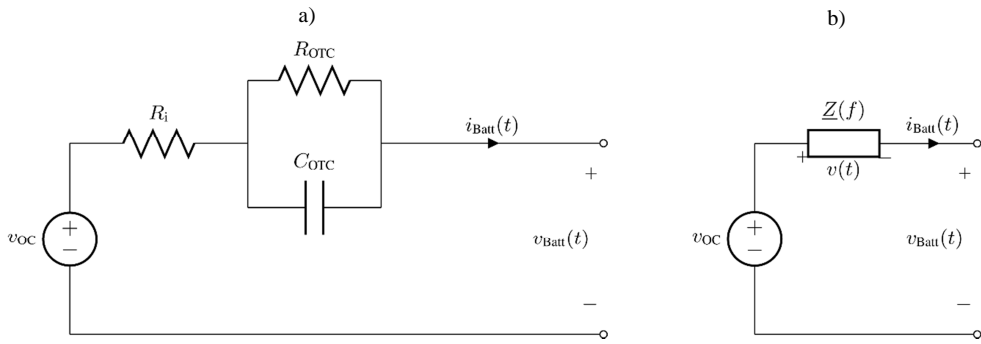 a)
R_OTC
R_i
i_Batt(t)
C_OTC
+
+
−
v_OC
v_Batt(t)
−
b)
Z(f)
i_Batt(t)
+ −
v(t)
+
+
−
v_OC
v_Batt(t)
−